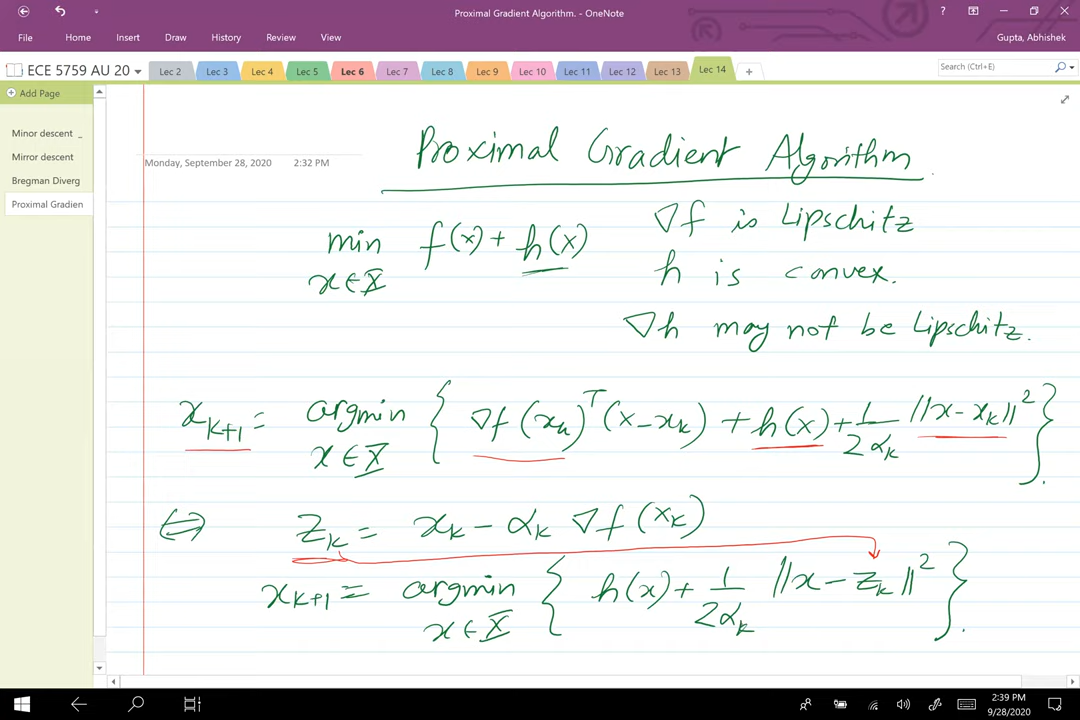 Proximal Gradient Algorithm. - OneNote
File Home Insert Draw History Review View Gupta, Abhishek
ECE 5759 AU 20 Lec 2 Lec 3 Lec 4 Lec 5 Lec 6 Lec 7 Lec 8 Lec 9 Lec 10 Lec 11 Lec 12 Lec 13 Lec 14 Search (Ctrl+E)
Add Page
Minor descent _
Mirror descent
Bregman Diverg
Proximal Gradien
Monday, September 28, 2020 2:32 PM
Proximal Gradient Algorithm
min f(x) + h(x)
x ∈ X
∇f is Lipschitz
h is convex.
∇h may not be Lipschitz.
x_{k+1} = argmin { ∇f(x_k)^T (x - x_k) + h(x) + 1/2α_k ||x - x_k||^2 }.
x ∈ X
⇔ z_k = x_k - α_k ∇f(x_k)
x_{k+1} = argmin { h(x) + 1/2α_k ||x - z_k||^2 }.
x ∈ X
2:39 PM
9/28/2020